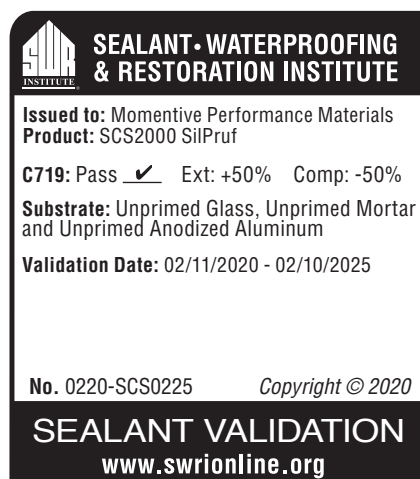 SWR
INSTITUTE
SEALANT • WATERPROOFING
& RESTORATION INSTITUTE
Issued to: Momentive Performance Materials
Product: SCS2000 SilPruf
C719: Pass ✔ Ext: +50% Comp: -50%
Substrate: Unprimed Glass, Unprimed Mortar
and Unprimed Anodized Aluminum
Validation Date: 02/11/2020 - 02/10/2025
No. 0220-SCS0225 Copyright © 2020
SEALANT VALIDATION
www.swrionline.org